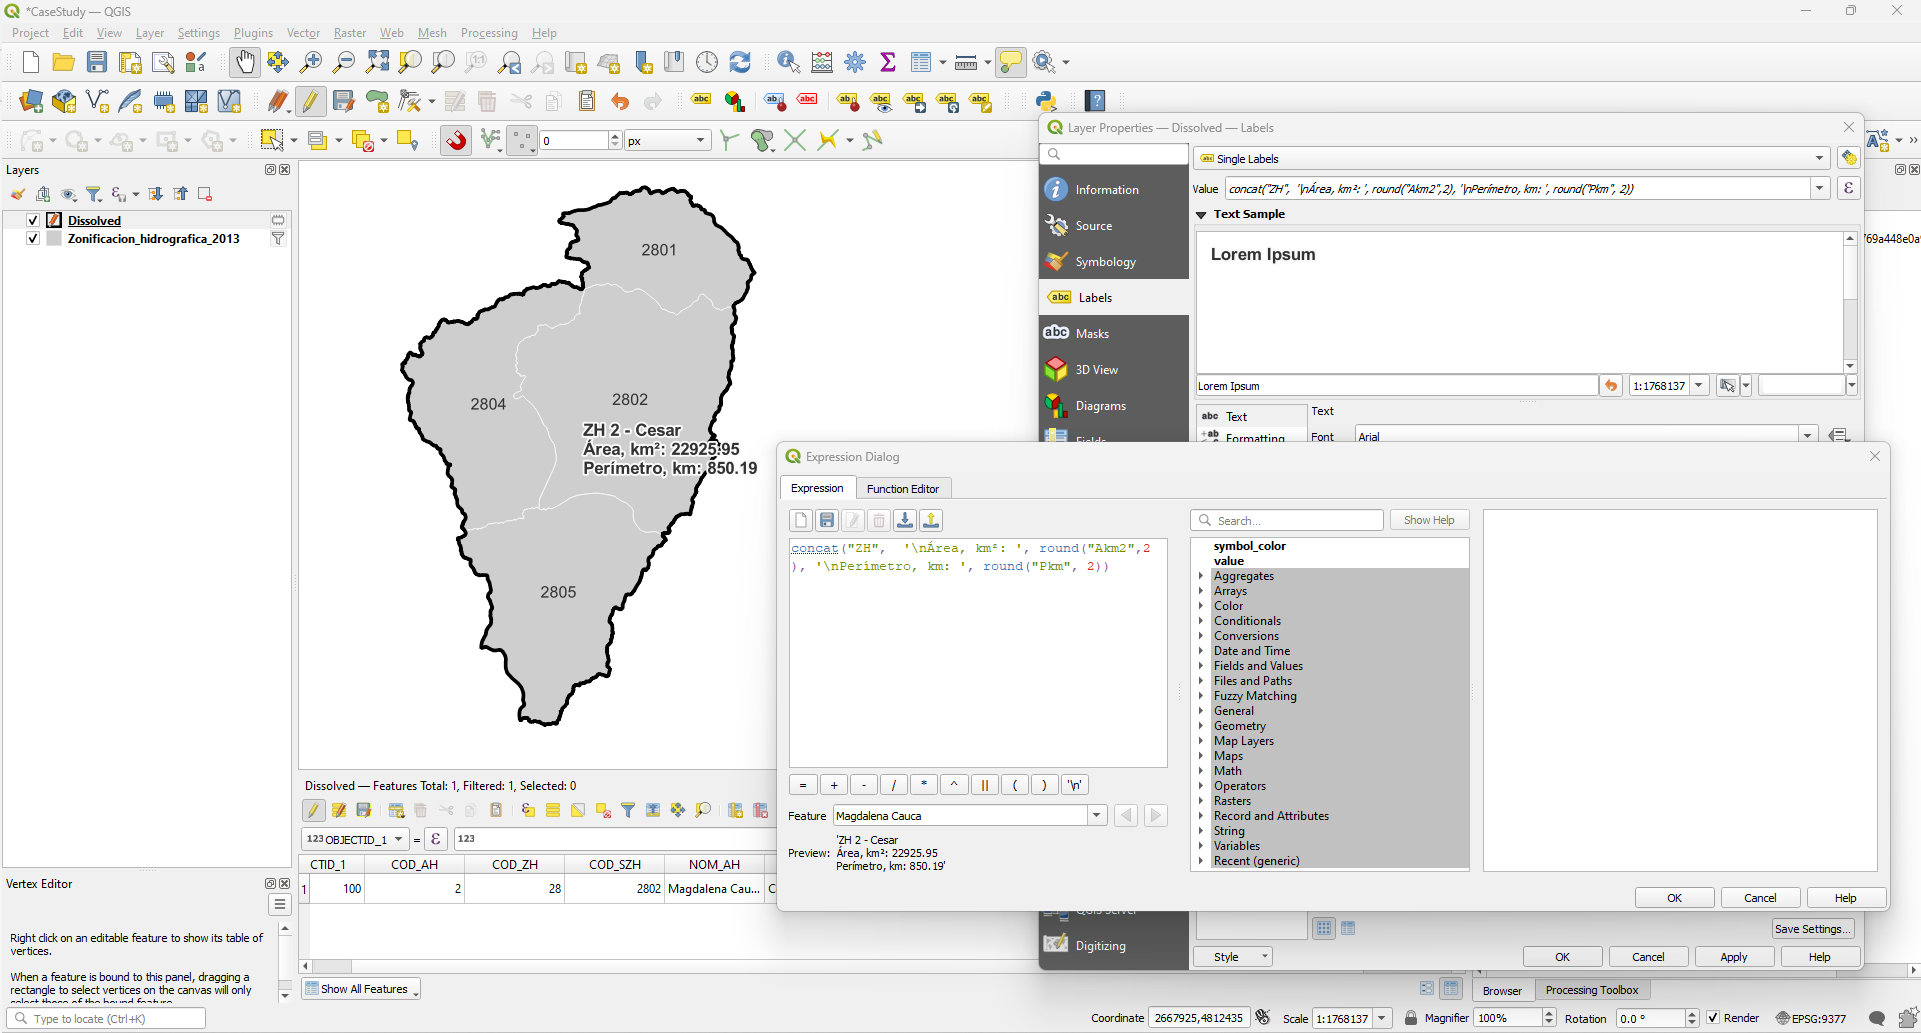 *CaseStudy — QGIS
Project Edit View Layer Settings Plugins Vector Raster Web Mesh Processing Help
0 px
Layers
Dissolved
Zonificacion_hidrografica_2013
2801
2804
2802
ZH 2 - Cesar
Área, km²: 22925.95
Perímetro, km: 850.19
2805
Layer Properties — Dissolved — Labels
Information
Source
Symbology
Labels
Masks
3D View
Diagrams
Fields
Digitizing
Single Labels
Value concat("ZH", '\nÁrea, km²: ', round("Akm2",2), '\nPerímetro, km: ', round("Pkm", 2))
Text Sample
Lorem Ipsum
Lorem Ipsum 1:1768137
Text
Formatting
Text
Font Arial
769a448e0a
Expression Dialog
Expression Function Editor
concat("ZH", '\nÁrea, km²: ', round("Akm2",2
), '\nPerímetro, km: ', round("Pkm", 2))
= + - / * ^ || ( ) '\n'
Feature Magdalena Cauca
Preview: 'ZH 2 - Cesar
Área, km²: 22925.95
Perímetro, km: 850.19'
Search... Show Help
symbol_color
value
Aggregates
Arrays
Color
Conditionals
Conversions
Date and Time
Fields and Values
Files and Paths
Fuzzy Matching
General
Geometry
Map Layers
Maps
Math
Operators
Rasters
Record and Attributes
String
Variables
Recent (generic)
OK Cancel Help
QGIS Server
Save Settings...
Style OK Cancel Apply Help
Dissolved — Features Total: 1, Filtered: 1, Selected: 0
123 OBJECTID_1 = ε 123
CTID_1 COD_AH COD_ZH COD_SZH NOM_AH
1 100 2 28 2802 Magdalena Cau... C
Show All Features
Vertex Editor
Right click on an editable feature to show its table of
vertices.
When a feature is bound to this panel, dragging a
rectangle to select vertices on the canvas will only
select those of the bound feature.
Browser Processing Toolbox
Type to locate (Ctrl+K)
Coordinate 2667925,4812435 Scale 1:1768137 Magnifier 100% Rotation 0.0 ° Render EPSG:9377